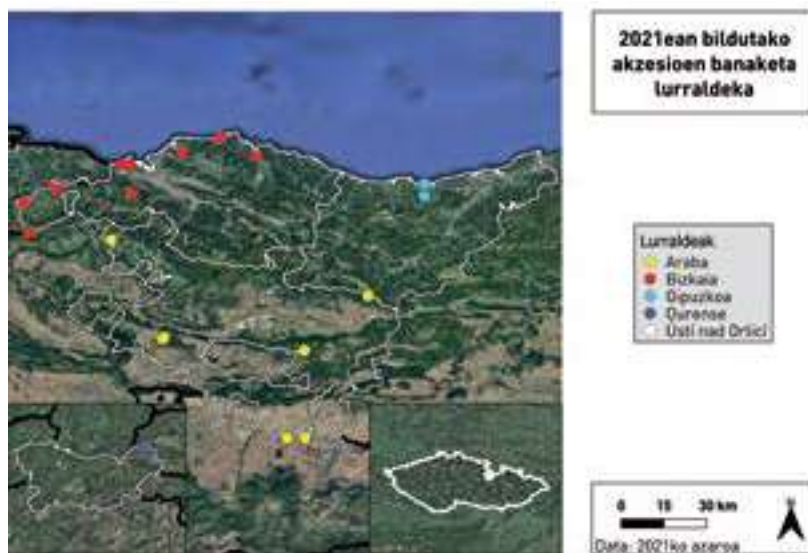 2021ean bildutako
akzesioen banaketa
lurraldeka
Lurraldeak
Araba
Bizkaia
Gipuzkoa
Ourense
Ústí nad Orlicí
0 15 30 km
N
Data: 2021ko azaroa